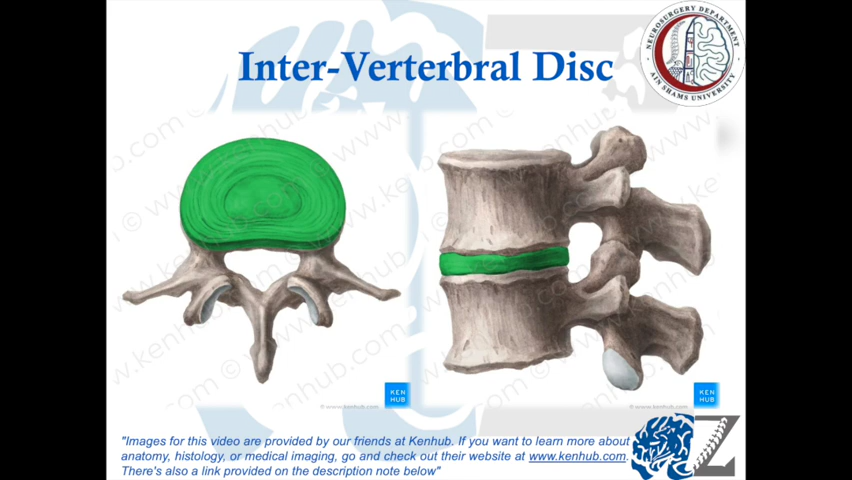 Inter-Verterbral Disc
NEUROSURGERY DEPARTMENT
AIN SHAMS UNIVERSITY
© www.kenhub.com
KEN
HUB
© www.kenhub.com
KEN
HUB
"Images for this video are provided by our friends at Kenhub. If you want to learn more about
anatomy, histology, or medical imaging, go and check out their website at www.kenhub.com.
There's also a link provided on the description note below"
Z